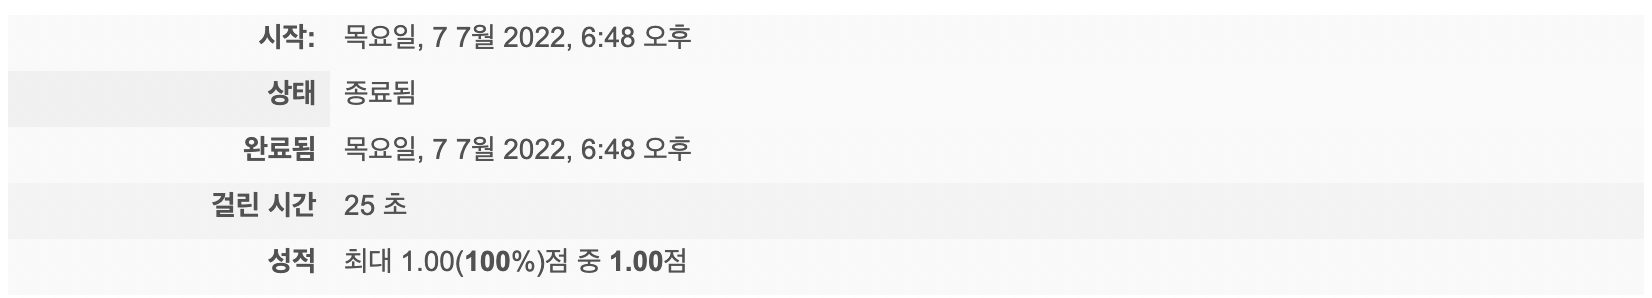 시작: 목요일, 7 7월 2022, 6:48 오후
상태 종료됨
완료됨 목요일, 7 7월 2022, 6:48 오후
걸린 시간 25 초
성적 최대 1.00(100%)점 중 1.00점